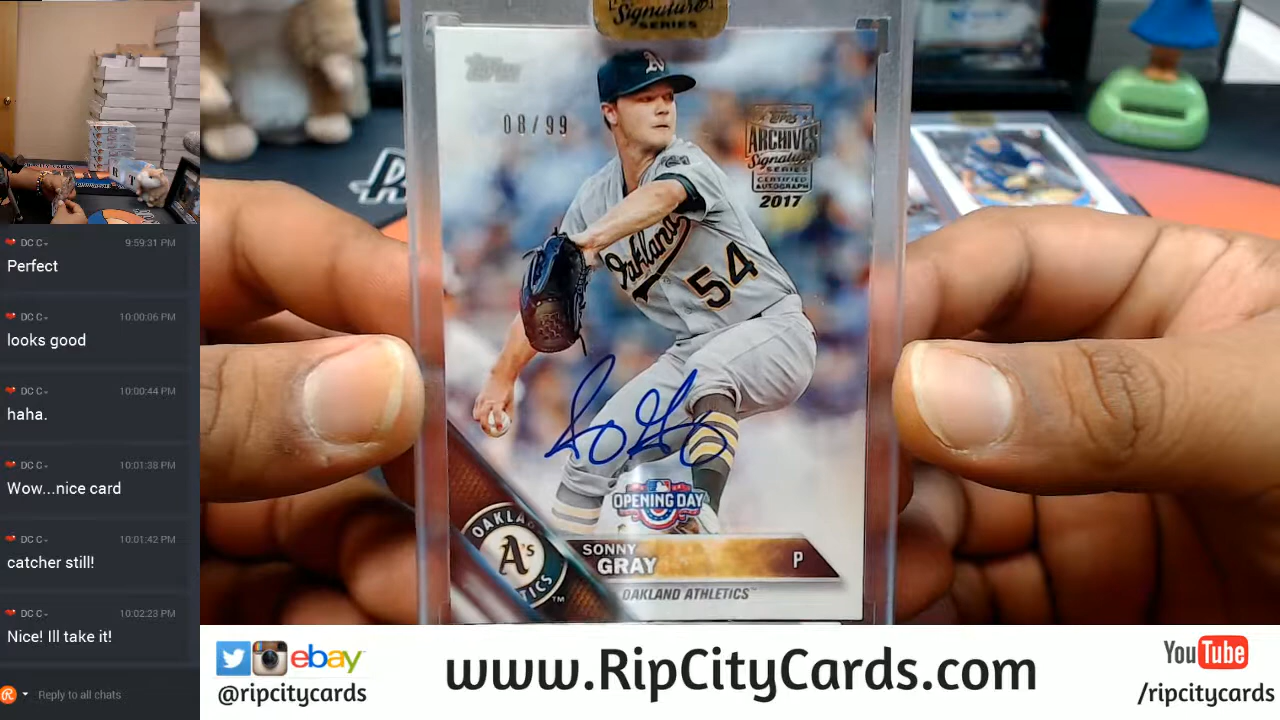 DC C
9:59:31 PM
Perfect
DC C
10:00:06 PM
looks good
DC C
10:00:44 PM
haha.
DC C
10:01:38 PM
Wow...nice card
DC C
10:01:42 PM
catcher still!
DC C
10:02:23 PM
Nice! Ill take it!
Reply to all chats
Signature
SERIES
Topps
08/99
TOPPS
ARCHIVES
Signature
SERIES
CERTIFIED
AUTOGRAPH
2017
Oakland
54
OPENING DAY
OAKLAND
A's
SONNY
GRAY
P
OAKLAND ATHLETICS™
ebay
@ripcitycards
www.RipCityCards.com
YouTube
/ripcitycards